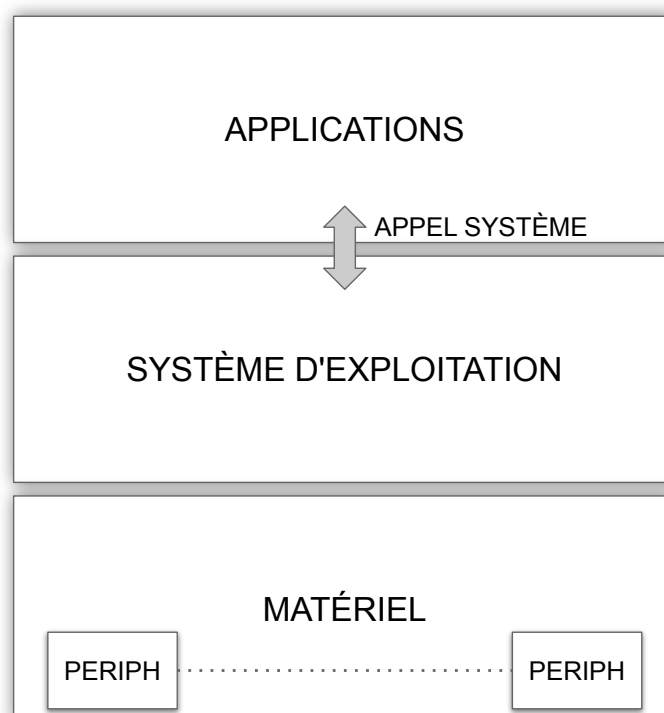 APPLICATIONS
APPEL SYSTÈME
SYSTÈME D'EXPLOITATION
MATÉRIEL
PERIPH
PERIPH